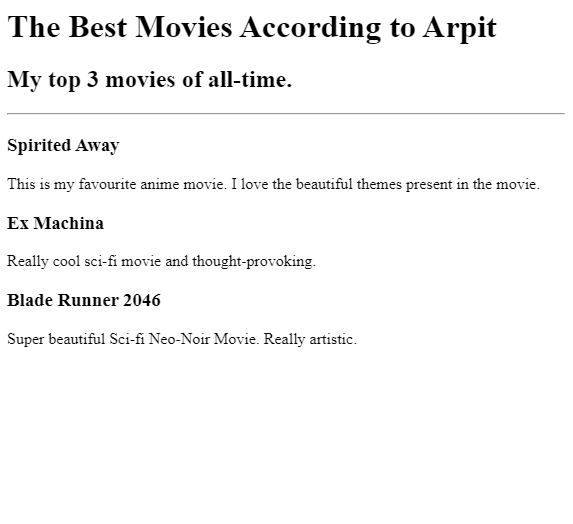 The Best Movies According to Arpit
My top 3 movies of all-time.
Spirited Away
This is my favourite anime movie. I love the beautiful themes present in the movie.
Ex Machina
Really cool sci-fi movie and thought-provoking.
Blade Runner 2046
Super beautiful Sci-fi Neo-Noir Movie. Really artistic.